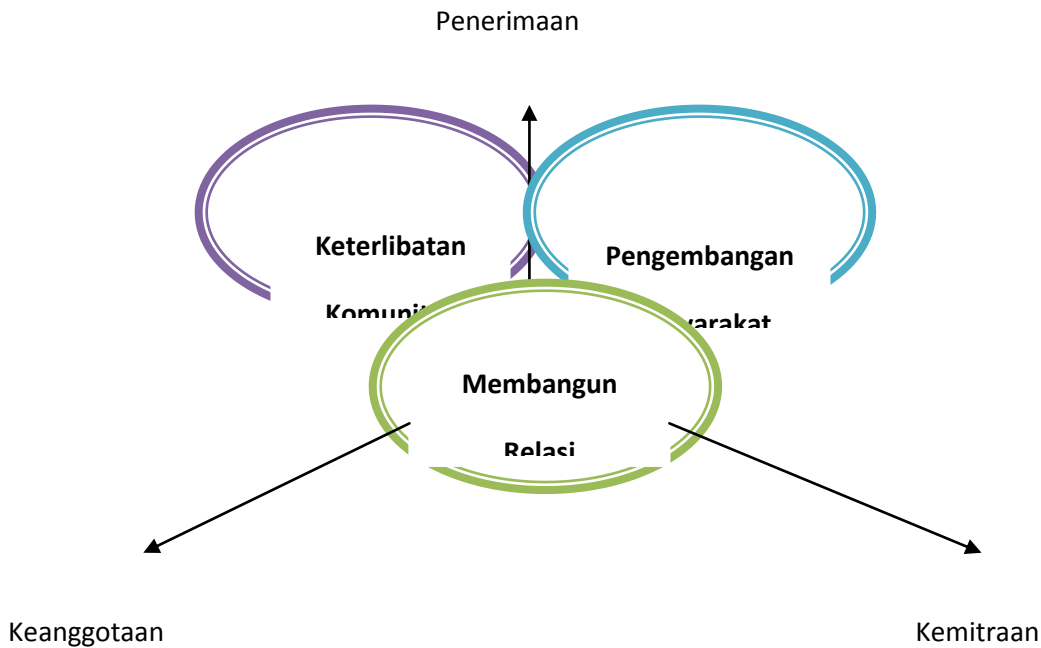 Penerimaan
Keterlibatan
Pengembangan
Membangun
Relasi
Keanggotaan
Kemitraan